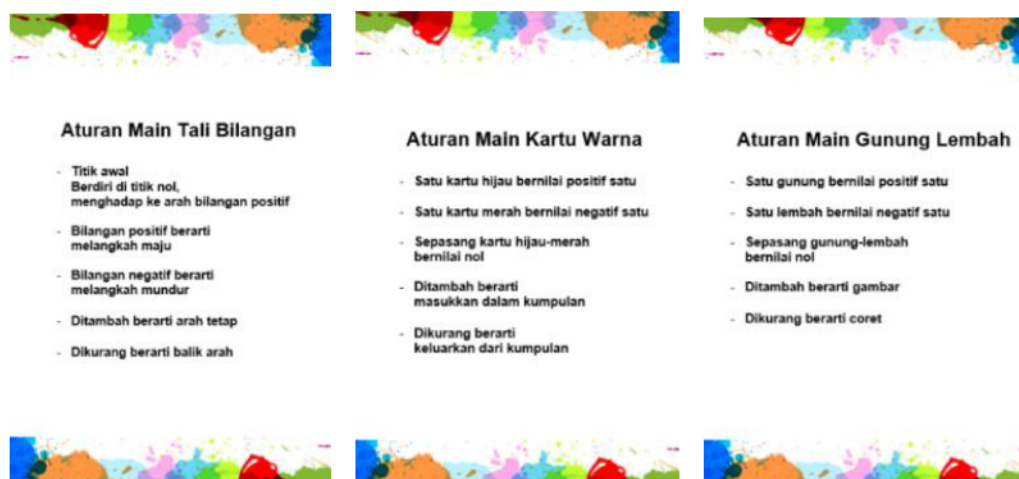 Aturan Main Tali Bilangan
- Titik awal
Berdiri di titik nol,
menghadap ke arah bilangan positif
- Bilangan positif berarti
melangkah maju
- Bilangan negatif berarti
melangkah mundur
- Ditambah berarti arah tetap
- Dikurang berarti balik arah
Aturan Main Kartu Warna
- Satu kartu hijau bernilai positif satu
- Satu kartu merah bernilai negatif satu
- Sepasang kartu hijau-merah
bernilai nol
- Ditambah berarti
masukkan dalam kumpulan
- Dikurang berarti
keluarkan dari kumpulan
Aturan Main Gunung Lembah
- Satu gunung bernilai positif satu
- Satu lembah bernilai negatif satu
- Sepasang gunung-lembah
bernilai nol
- Ditambah berarti gambar
- Dikurang berarti coret